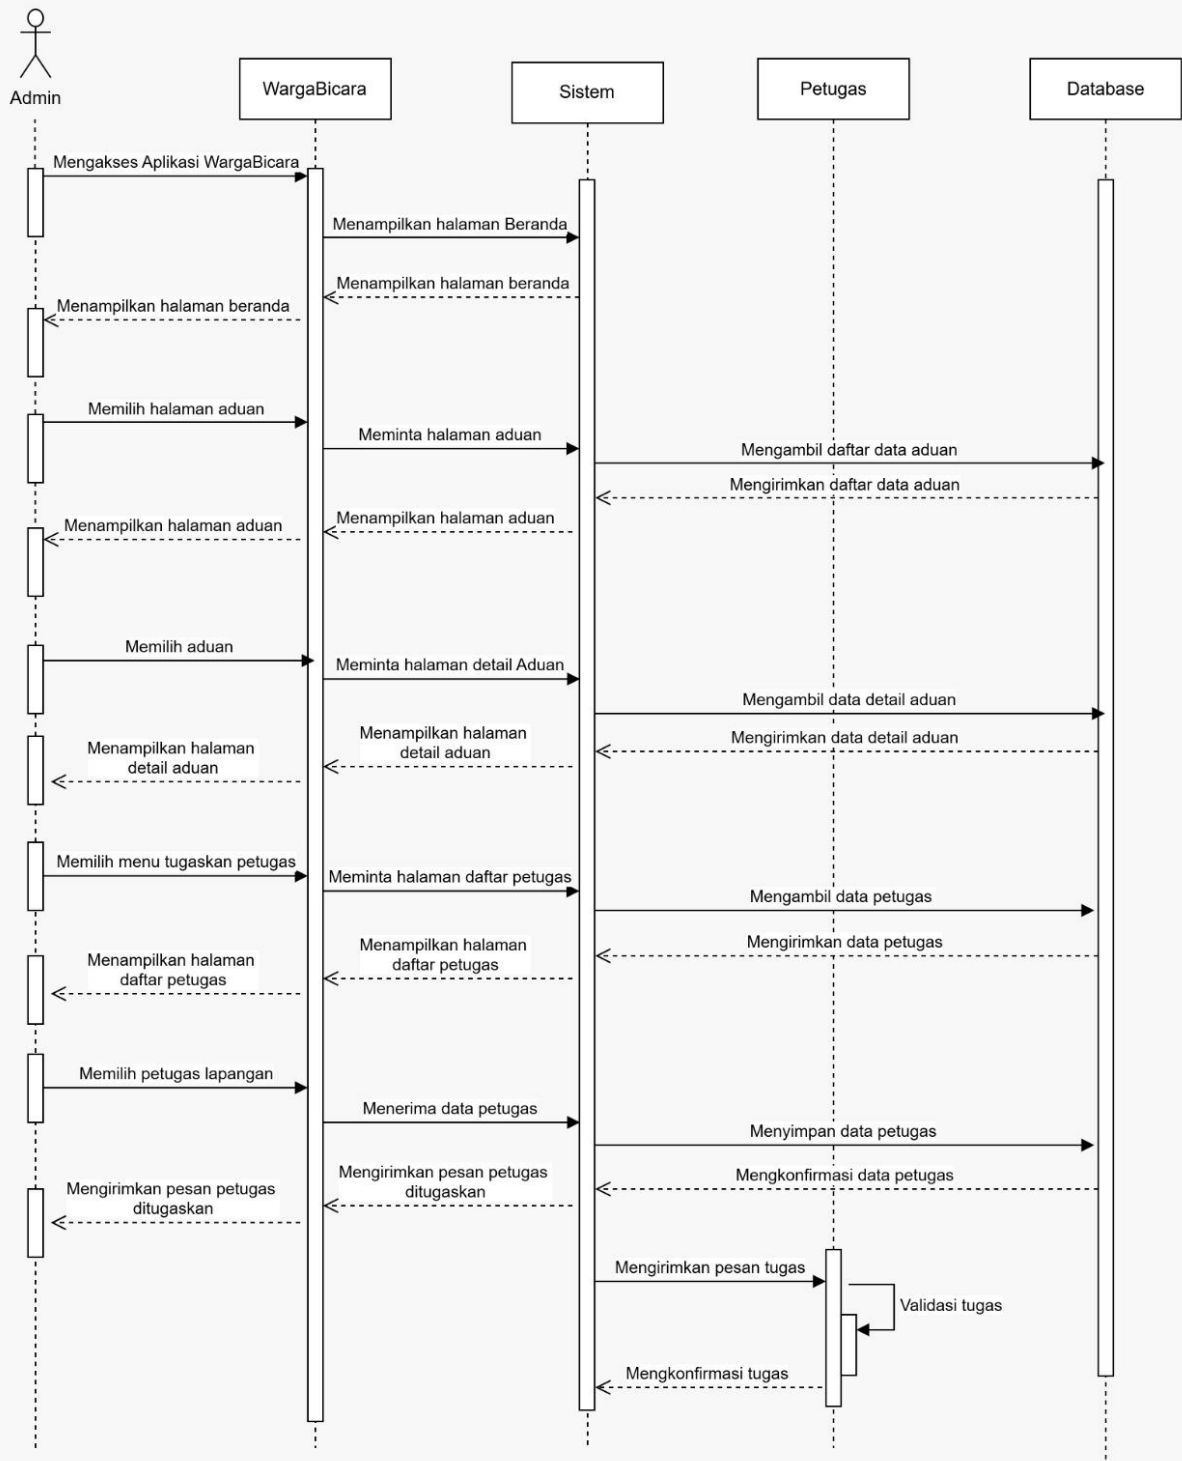 Admin
WargaBicara
Sistem
Petugas
Database
Mengakses Aplikasi WargaBicara
Menampilkan halaman Beranda
Menampilkan halaman beranda
Menampilkan halaman beranda
Memilih halaman aduan
Meminta halaman aduan
Mengambil daftar data aduan
Mengirimkan daftar data aduan
Menampilkan halaman aduan
Menampilkan halaman aduan
Memilih aduan
Meminta halaman detail Aduan
Mengambil data detail aduan
Mengirimkan data detail aduan
Menampilkan halaman
detail aduan
Menampilkan halaman
detail aduan
Memilih menu tugaskan petugas
Meminta halaman daftar petugas
Mengambil data petugas
Mengirimkan data petugas
Menampilkan halaman
daftar petugas
Menampilkan halaman
daftar petugas
Memilih petugas lapangan
Menerima data petugas
Menyimpan data petugas
Mengkonfirmasi data petugas
Mengirimkan pesan petugas
ditugaskan
Mengirimkan pesan petugas
ditugaskan
Mengirimkan pesan tugas
Validasi tugas
Mengkonfirmasi tugas